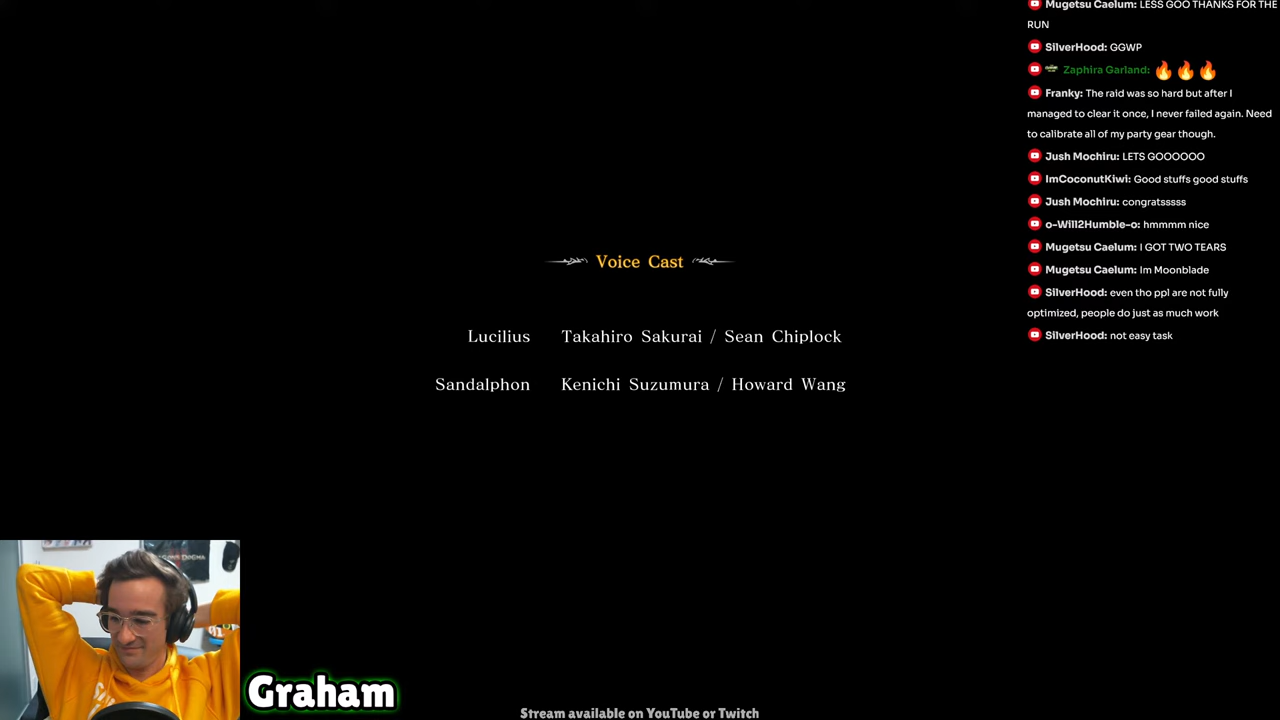 Mugetsu Caelum: LESS GOO THANKS FOR THE
RUN
SilverHood: GGWP
Zaphira Garland: 🔥🔥🔥
Franky: The raid was so hard but after I
managed to clear it once, I never failed again. Need
to calibrate all of my party gear though.
Jush Mochiru: LETS GOOOOOO
ImCoconutKiwi: Good stuffs good stuffs
Jush Mochiru: congratsssss
o-Will2Humble-o: hmmmm nice
Mugetsu Caelum: I GOT TWO TEARS
Mugetsu Caelum: Im Moonblade
SilverHood: even tho ppl are not fully
optimized, people do just as much work
SilverHood: not easy task
Voice Cast
Lucilius Takahiro Sakurai / Sean Chiplock
Sandalphon Kenichi Suzumura / Howard Wang
Graham
Stream available on YouTube or Twitch